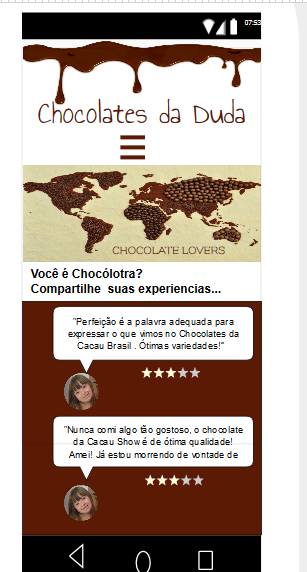 07:53
Chocolates da Duda
CHOCOLATE LOVERS
Você é Chocólotra?
Compartilhe suas experiencias...
"Perfeição é a palavra adequada para
expressar o que vimos no Chocolates da
Cacau Brasil . Ótimas variedades!"
"Nunca comi algo tão gostoso, o chocolate
da Cacau Show é de ótima qualidade!
Amei! Já estou morrendo de vontade de